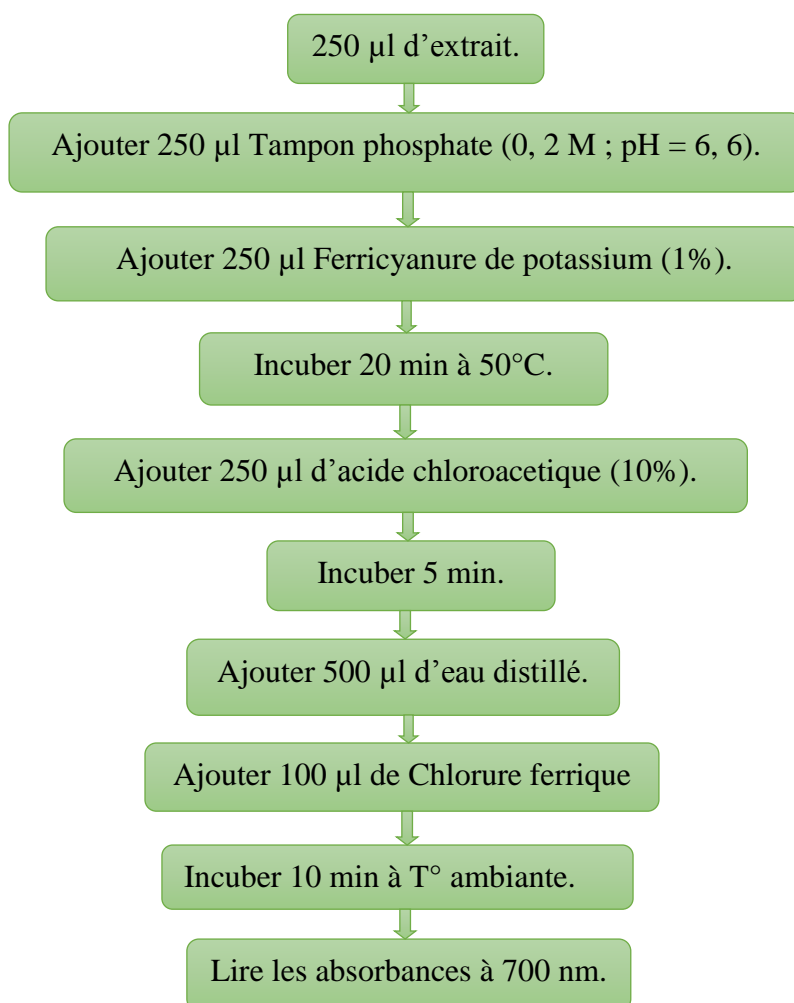 250 µl d’extrait.
Ajouter 250 µl Tampon phosphate (0, 2 M ; pH = 6, 6).
Ajouter 250 µl Ferricyanure de potassium (1%).
Incuber 20 min à 50°C.
Ajouter 250 µl d’acide chloroacetique (10%).
Incuber 5 min.
Ajouter 500 µl d’eau distillé.
Ajouter 100 µl de Chlorure ferrique
Incuber 10 min à T° ambiante.
Lire les absorbances à 700 nm.